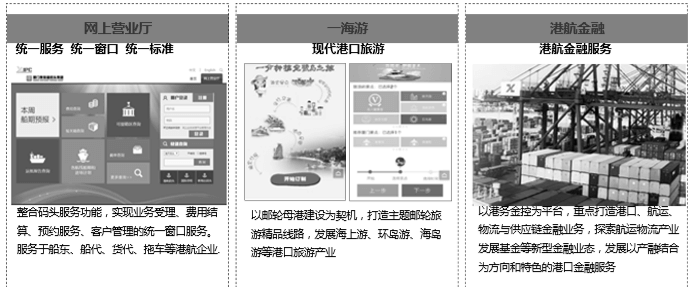 网上营业厅
统一服务 统一窗口 统一标准
本周
船期预报
开始订制
整合码头服务功能，实现业务受理、费用结
算、预约服务、客户管理的统一窗口服务。
服务于船东、船代、货代、拖车等港航企业.
一海游
现代港口旅游
上一步
下一步
以邮轮母港建设为契机，打造主题邮轮旅
游精品线路，发展海上游、环岛游、海岛
游等港口旅游产业
港航金融
港航金融服务
以港务金控为平台，重点打造港口、航运、
物流与供应链金融业务，探索航运物流产业
发展基金等新型金融业态，发展以产融结合
为方向和特色的港口金融服务